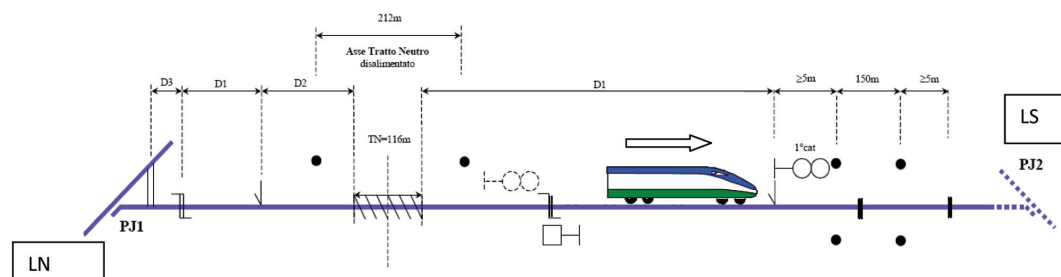 212m
Asse Tratto Neutro
disalimentato
D3
D1
D2
D1
≥5m
150m
≥5m
TN=116m
1°cat
LS
PJ2
PJ1
LN